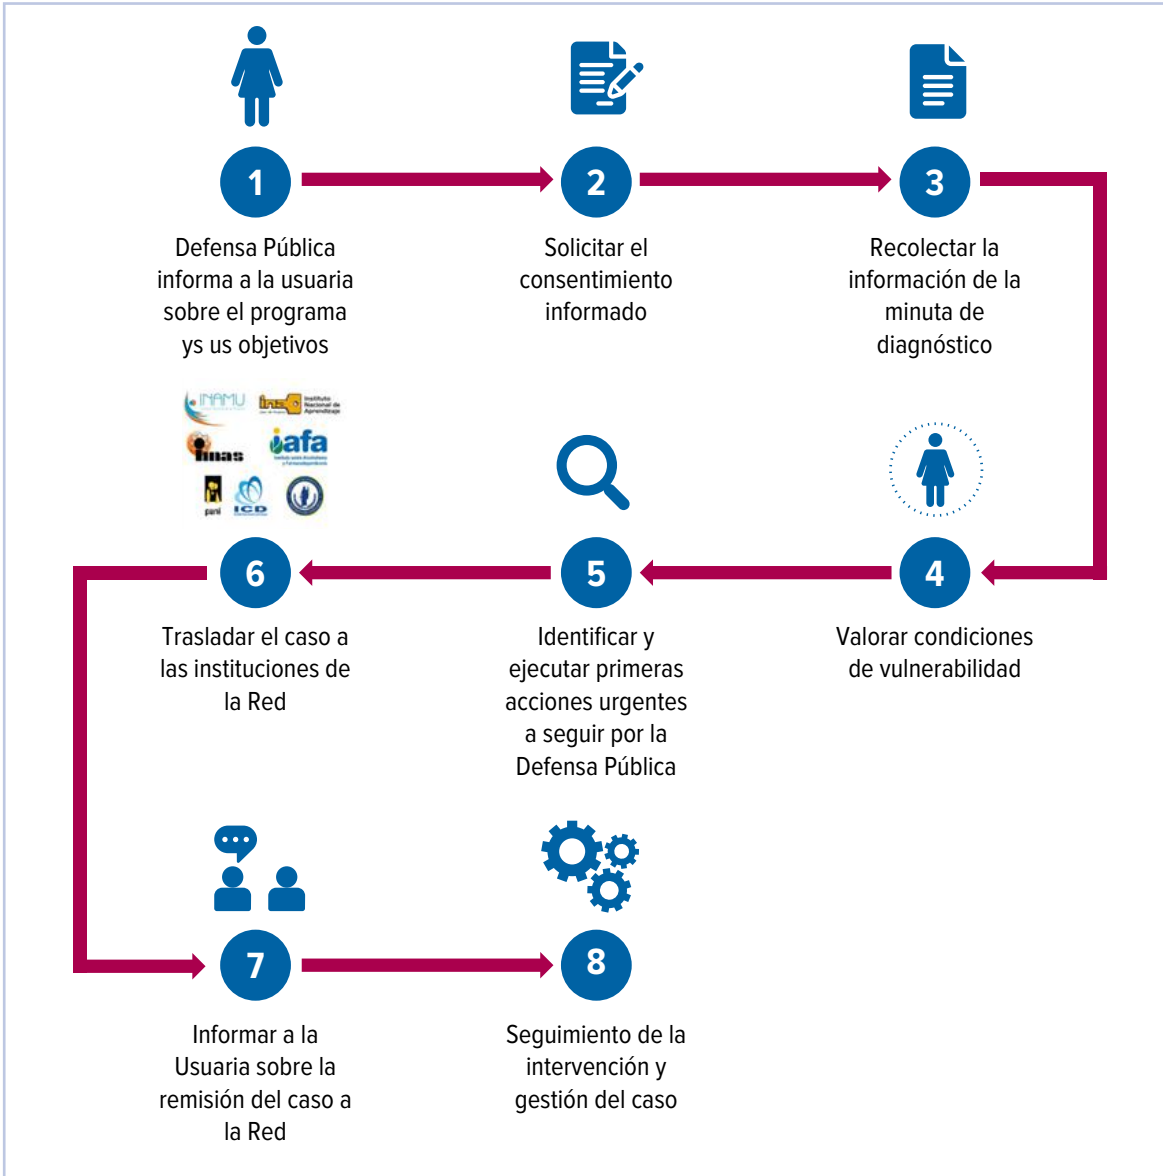 1
Defensa Pública
informa a la usuaria
sobre el programa
ys us objetivos
2
Solicitar el
consentimiento
informado
3
Recolectar la
información de la
minuta de
diagnóstico
INAMU
ina
Instituto
Nacional de
Aprendizaje
imas
iafa
pani
ICD
6
Trasladar el caso a
las instituciones de
la Red
5
Identificar y
ejecutar primeras
acciones urgentes
a seguir por la
Defensa Pública
4
Valorar condiciones
de vulnerabilidad
7
Informar a la
Usuaria sobre la
remisión del caso a
la Red
8
Seguimiento de la
intervención y
gestión del caso